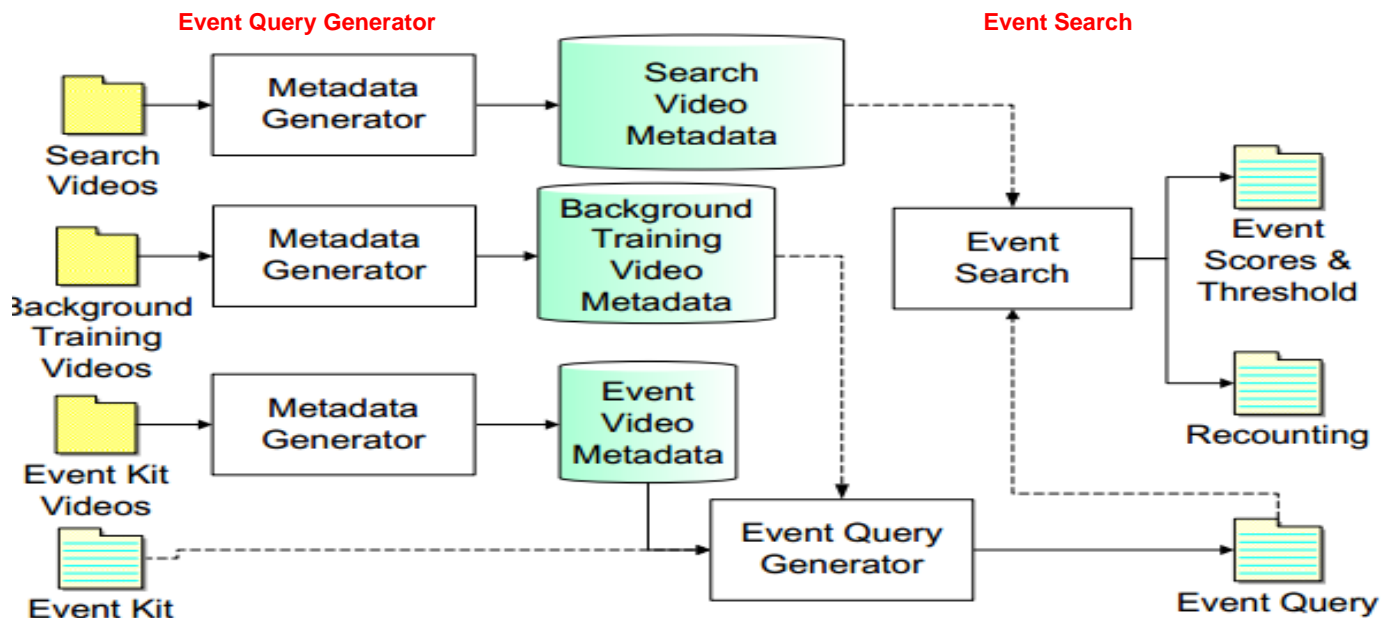 Event Query Generator
Event Search
Search
Videos
Metadata
Generator
Search
Video
Metadata
Background
Training
Videos
Metadata
Generator
Background
Training
Video
Metadata
Event Kit
Videos
Metadata
Generator
Event
Video
Metadata
Event Kit
Event Query
Generator
Event
Search
Event
Scores &
Threshold
Recounting
Event Query